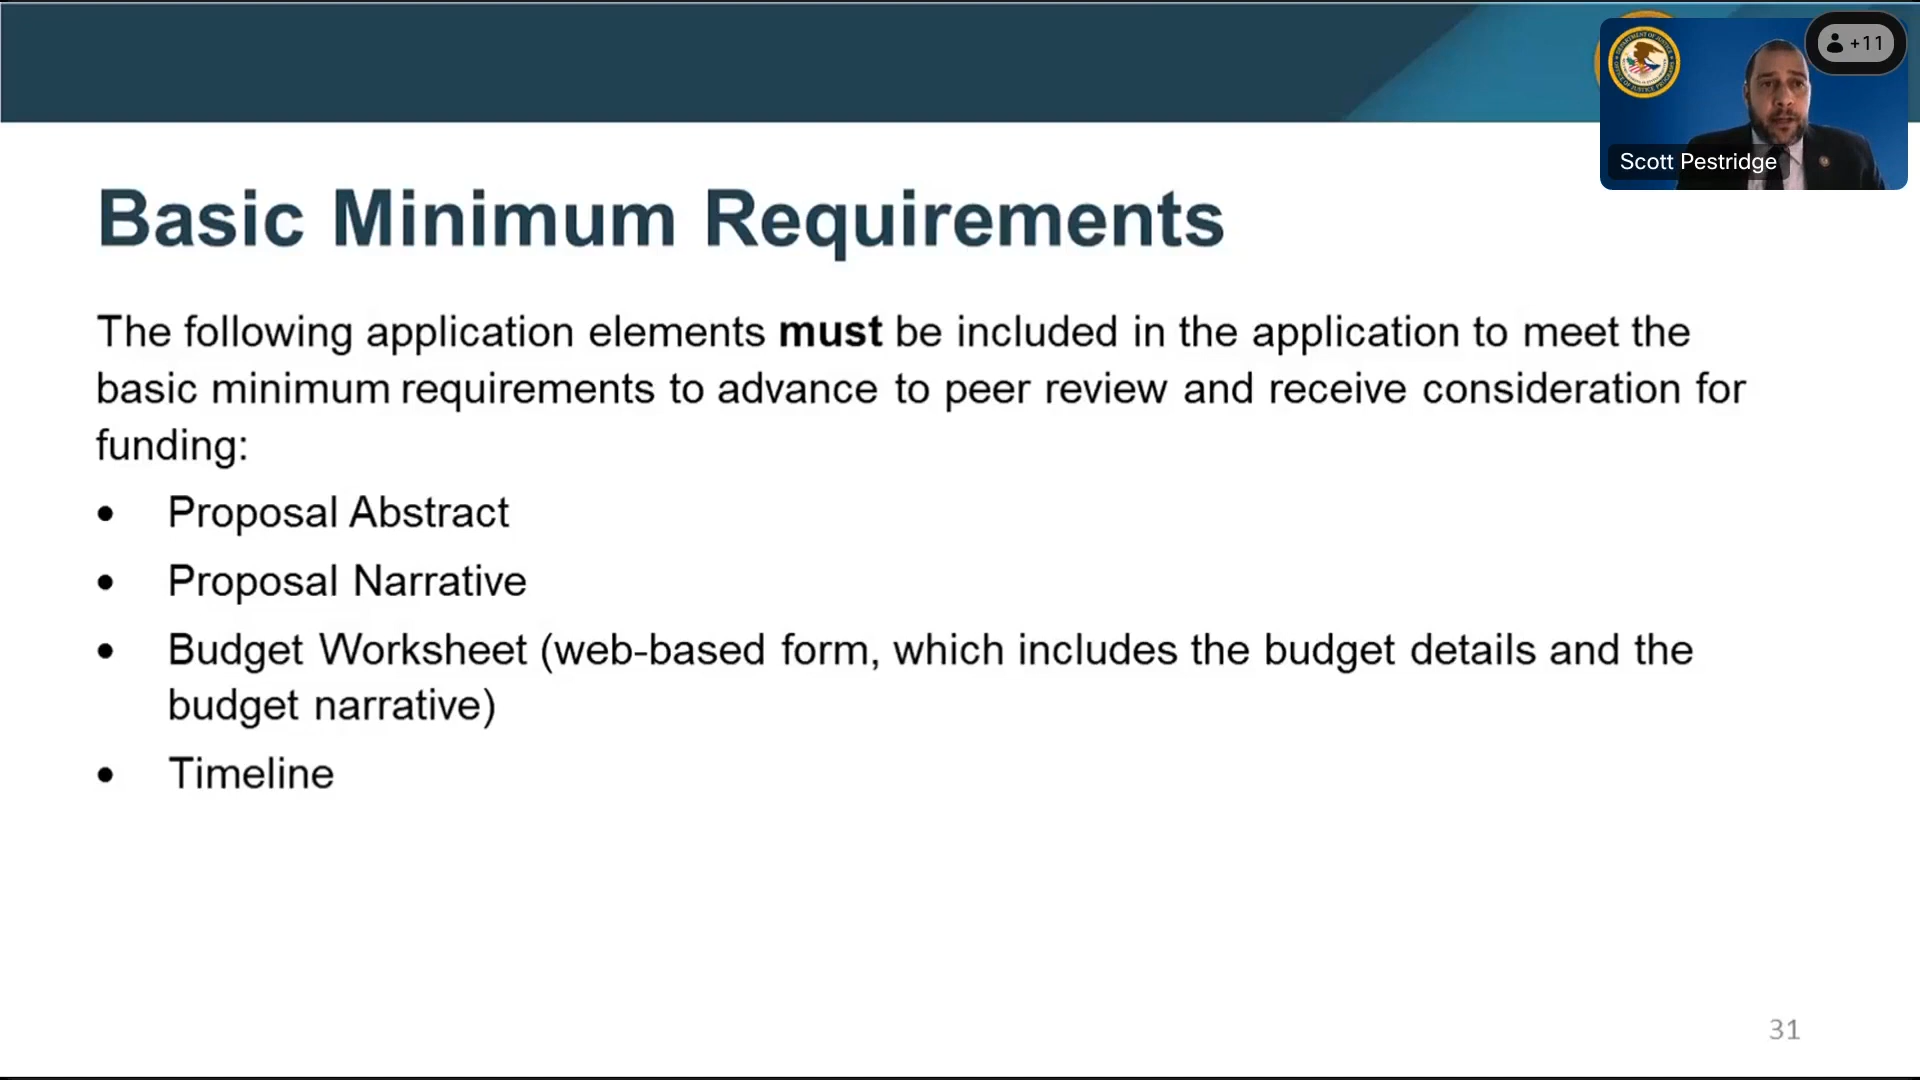 +11
Scott Pestridge
Basic Minimum Requirements
The following application elements must be included in the application to meet the
basic minimum requirements to advance to peer review and receive consideration for
funding:
• Proposal Abstract
• Proposal Narrative
• Budget Worksheet (web-based form, which includes the budget details and the
budget narrative)
• Timeline
31